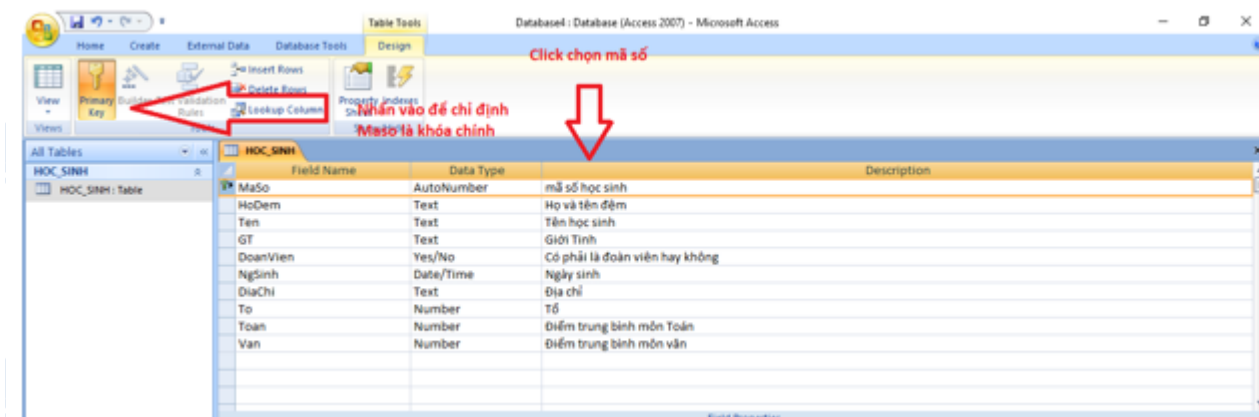 Table Tools
Database4 : Database (Access 2007) - Microsoft Access
Home Create External Data Database Tools Design
Click chọn mã số
View
Primary Key
Builder
Validation Rules
Insert Rows
Delete Rows
Lookup Column
Property Sheet
Indexes
Views
Nhấn vào để chỉ định
Maso là khóa chính
All Tables
HOC_SINH
HOC_SINH
HOC_SINH : Table
Field Name Data Type Description
MaSo AutoNumber mã số học sinh
HoDem Text Họ và tên đệm
Ten Text Tên học sinh
GT Text Giới Tính
DoanVien Yes/No Có phải là đoàn viên hay không
NgSinh Date/Time Ngày sinh
DiaChi Text Địa chỉ
To Number Tổ
Toan Number Điểm trung bình môn Toán
Van Number Điểm trung bình môn văn